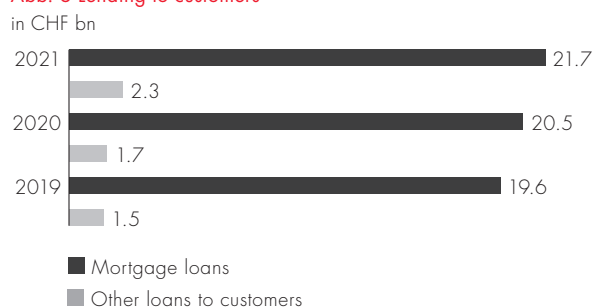 in CHF bn
2021 21.7
2.3
2020 20.5
1.7
2019 19.6
1.5
Mortgage loans
Other loans to customers